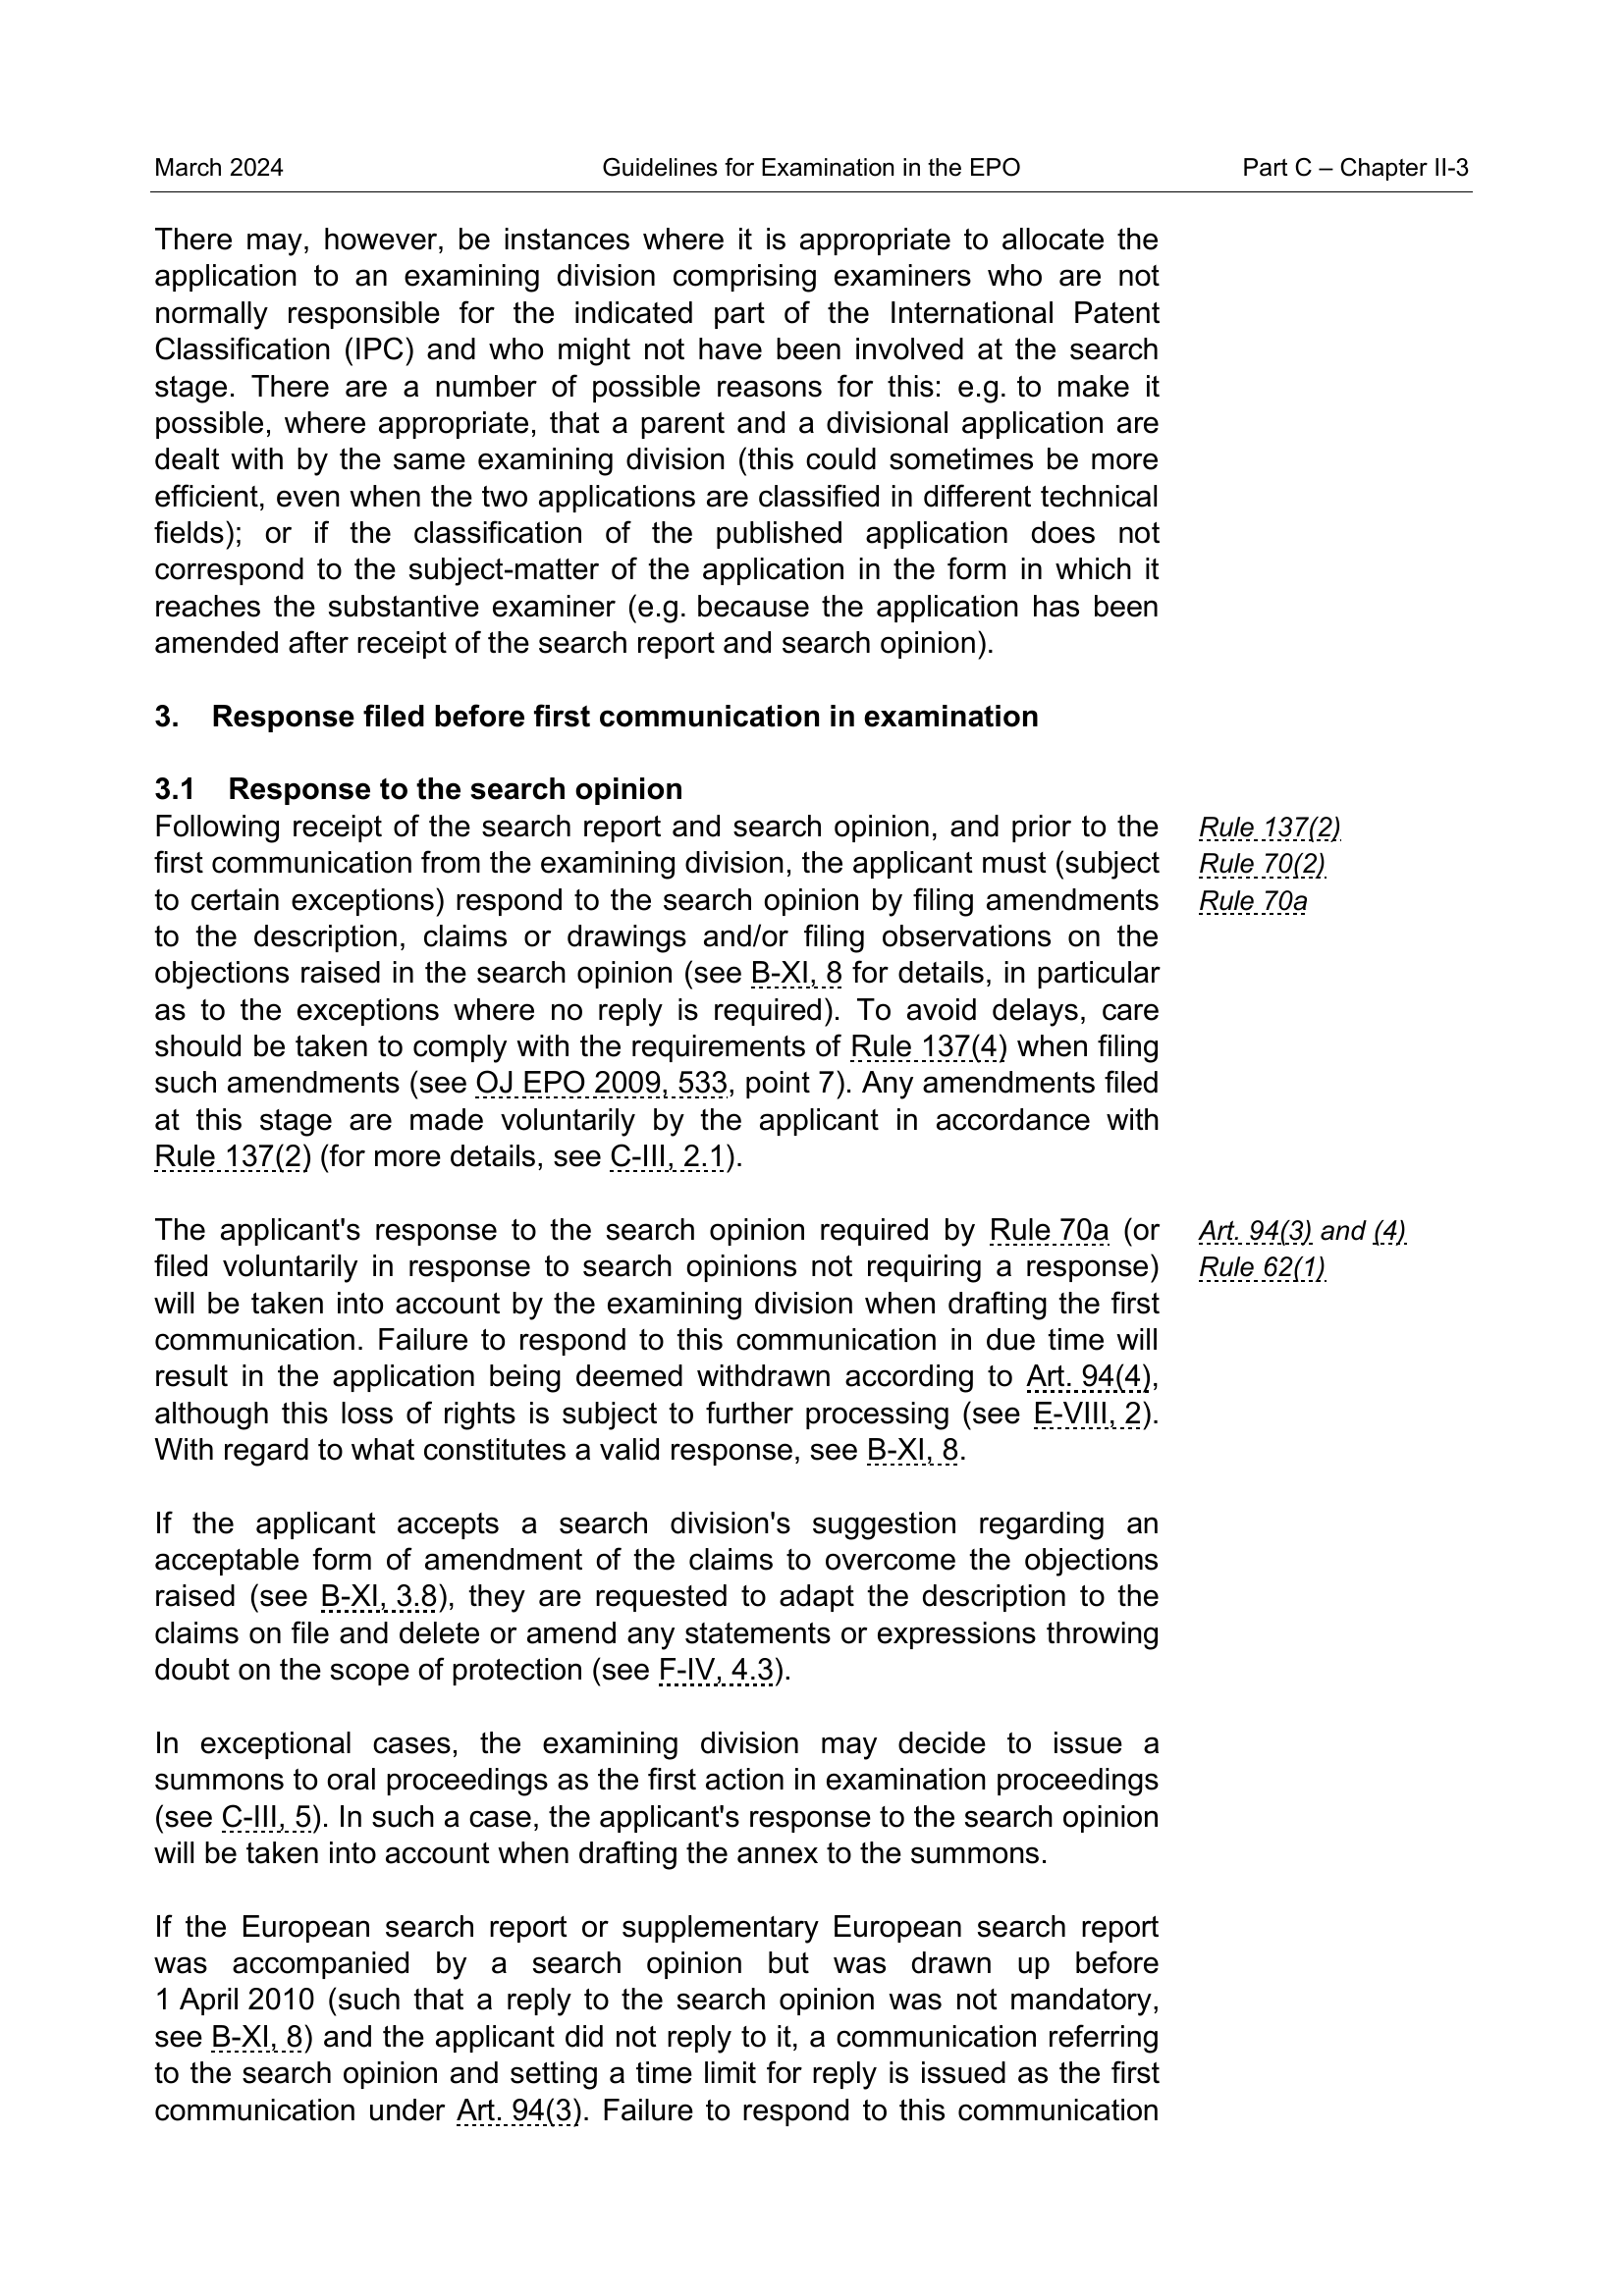 March 2024 Guidelines for Examination in the EPO Part C – Chapter II-3
There may, however, be instances where it is appropriate to allocate the
application to an examining division comprising examiners who are not
normally responsible for the indicated part of the International Patent
Classification (IPC) and who might not have been involved at the search
stage. There are a number of possible reasons for this: e.g. to make it
possible, where appropriate, that a parent and a divisional application are
dealt with by the same examining division (this could sometimes be more
efficient, even when the two applications are classified in different technical
fields); or if the classification of the published application does not
correspond to the subject-matter of the application in the form in which it
reaches the substantive examiner (e.g. because the application has been
amended after receipt of the search report and search opinion).
3. Response filed before first communication in examination
3.1 Response to the search opinion
Following receipt of the search report and search opinion, and prior to the
first communication from the examining division, the applicant must (subject
to certain exceptions) respond to the search opinion by filing amendments
to the description, claims or drawings and/or filing observations on the
objections raised in the search opinion (see B-XI, 8 for details, in particular
as to the exceptions where no reply is required). To avoid delays, care
should be taken to comply with the requirements of Rule 137(4) when filing
such amendments (see OJ EPO 2009, 533, point 7). Any amendments filed
at this stage are made voluntarily by the applicant in accordance with
Rule 137(2) (for more details, see C-III, 2.1).
Rule 137(2)
Rule 70(2)
Rule 70a
The applicant's response to the search opinion required by Rule 70a (or
filed voluntarily in response to search opinions not requiring a response)
will be taken into account by the examining division when drafting the first
communication. Failure to respond to this communication in due time will
result in the application being deemed withdrawn according to Art. 94(4),
although this loss of rights is subject to further processing (see E-VIII, 2).
With regard to what constitutes a valid response, see B-XI, 8.
Art. 94(3) and (4)
Rule 62(1)
If the applicant accepts a search division's suggestion regarding an
acceptable form of amendment of the claims to overcome the objections
raised (see B-XI, 3.8), they are requested to adapt the description to the
claims on file and delete or amend any statements or expressions throwing
doubt on the scope of protection (see F-IV, 4.3).
In exceptional cases, the examining division may decide to issue a
summons to oral proceedings as the first action in examination proceedings
(see C-III, 5). In such a case, the applicant's response to the search opinion
will be taken into account when drafting the annex to the summons.
If the European search report or supplementary European search report
was accompanied by a search opinion but was drawn up before
1 April 2010 (such that a reply to the search opinion was not mandatory,
see B-XI, 8) and the applicant did not reply to it, a communication referring
to the search opinion and setting a time limit for reply is issued as the first
communication under Art. 94(3). Failure to respond to this communication